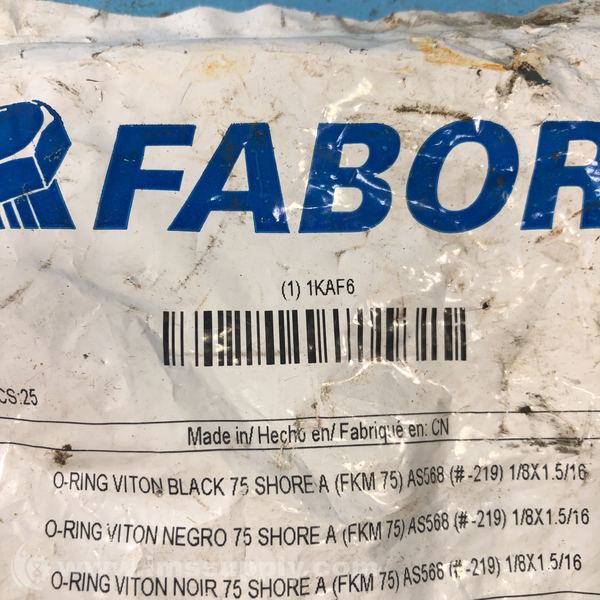 FABOR
(1) 1KAF6
CS:25
Made in/ Hecho en/ Fabriqué en: CN
O-RING VITON BLACK 75 SHORE A (FKM 75) AS568 (# -219) 1/8X1.5/16
O-RING VITON NEGRO 75 SHORE A (FKM 75) AS568 (# -219) 1/8X1.5/16
O-RING VITON NOIR 75 SHORE A (FKM 75) AS568 (# -219) 1/8X1.5/16
imssupply.com